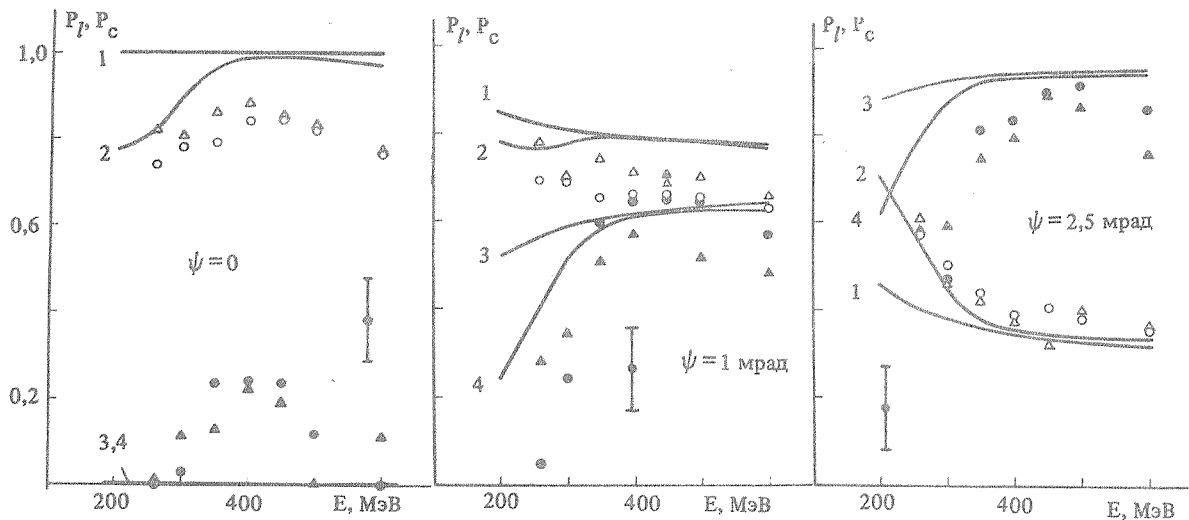 P_l, P_c
1,0
1
2
0,6
ψ = 0
0,2
3,4
200
400
E, МэВ
P_l, P_c
1
2
3
4
ψ = 1 мрад
200
400
E, МэВ
P_l, P_c
3
2
4
1
ψ = 2,5 мрад
200
400
E, МэВ